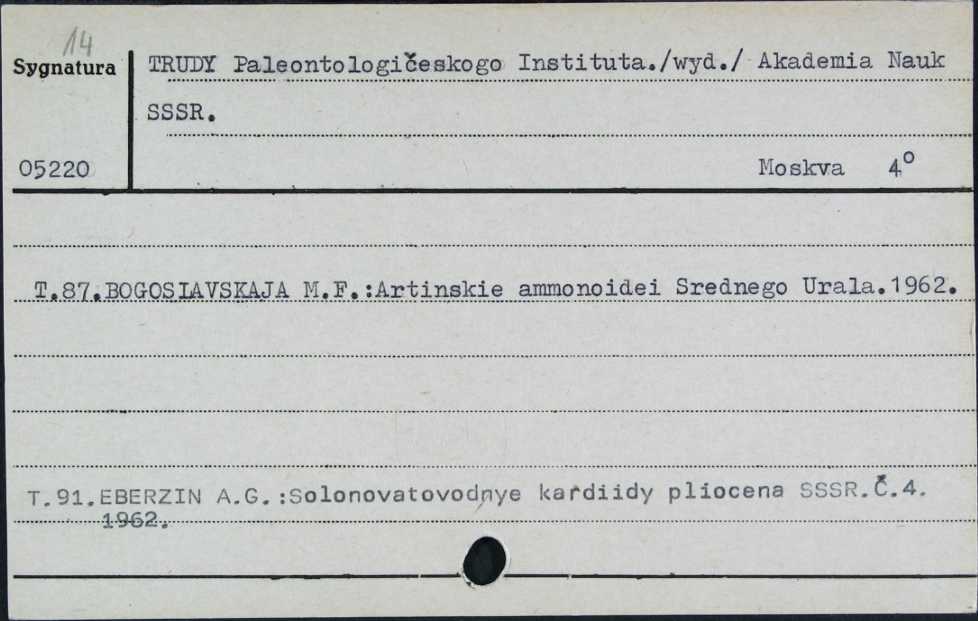 14
Sygnatura
TRUDY Paleontologičeskogo Instituta./wyd./ Akademia Nauk
SSSR.
05220
Moskva 4°
T.87.BOGOSIAVSKAJA M.F.:Artinskie ammonoidei Srednego Urala.1962.
T.91.EBERZIN A.G.:Solonovatovodnye kardiidy pliocena SSSR.Č.4.
1962.